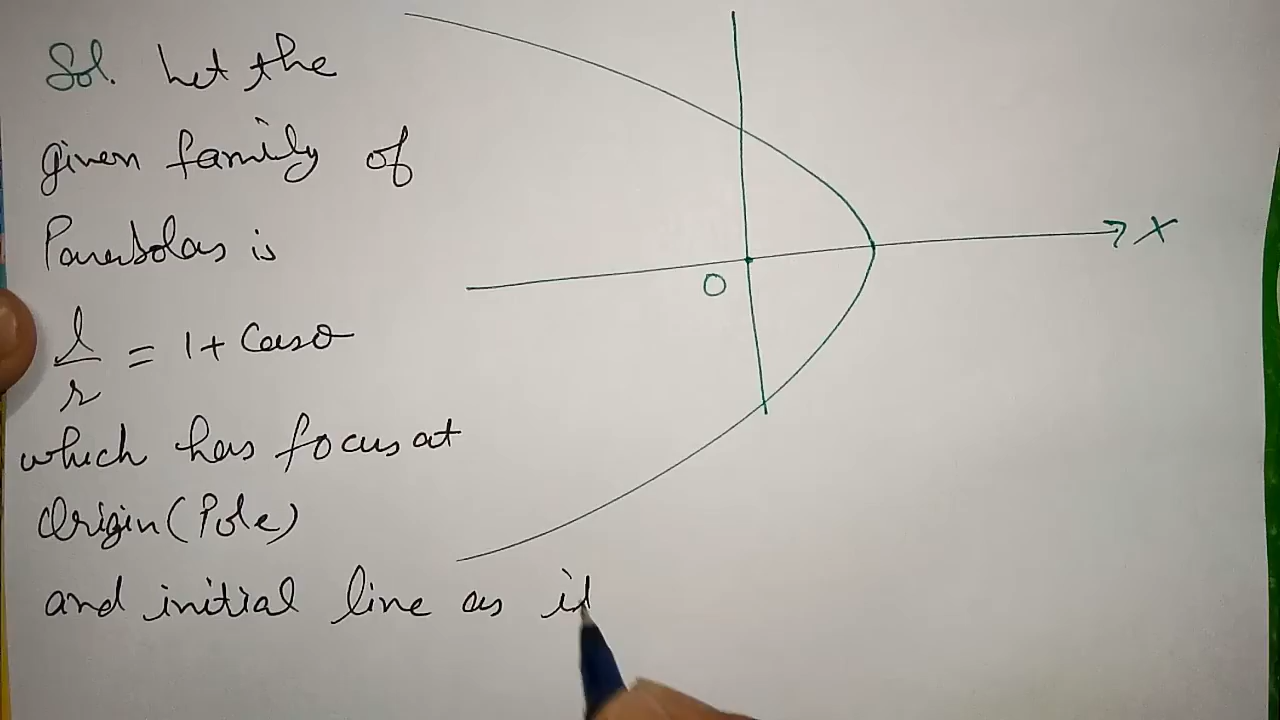 Sol. Let the
given family of
Parabolas is
l/r = 1 + Cosθ
which has focus at
Origin (Pole)
and initial line as it
O
X